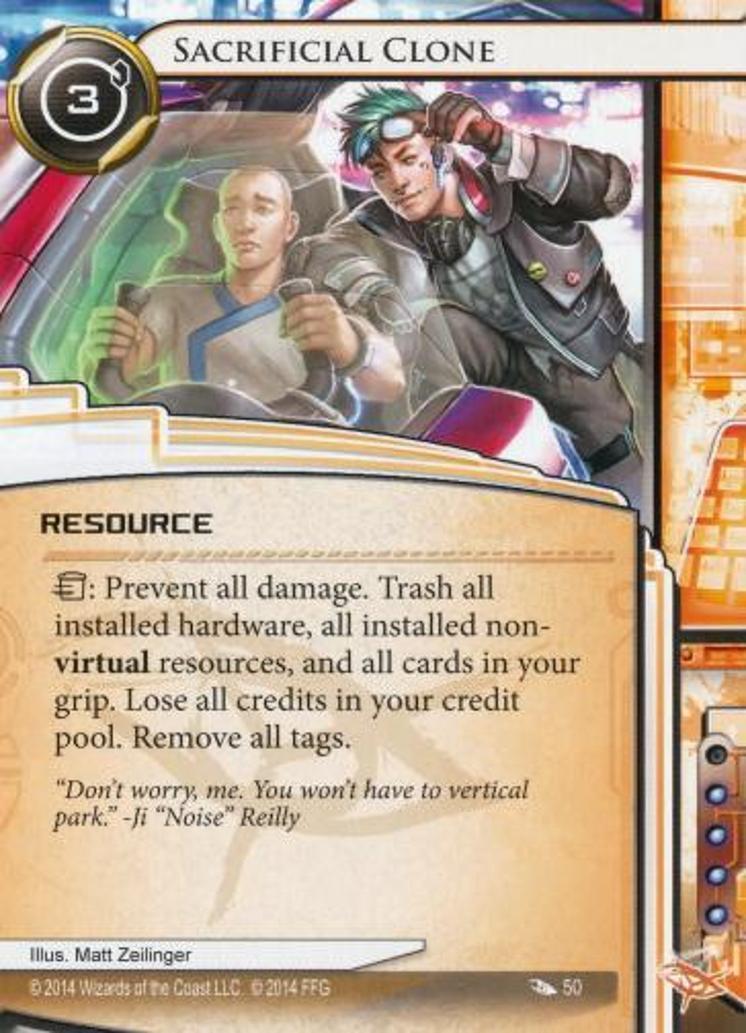 SACRIFICIAL CLONE
3
RESOURCE
: Prevent all damage. Trash all
installed hardware, all installed non-
virtual resources, and all cards in your
grip. Lose all credits in your credit
pool. Remove all tags.
“Don’t worry, me. You won’t have to vertical
park.” -Ji “Noise” Reilly
Illus. Matt Zeilinger
© 2014 Wizards of the Coast LLC. © 2014 FFG
50